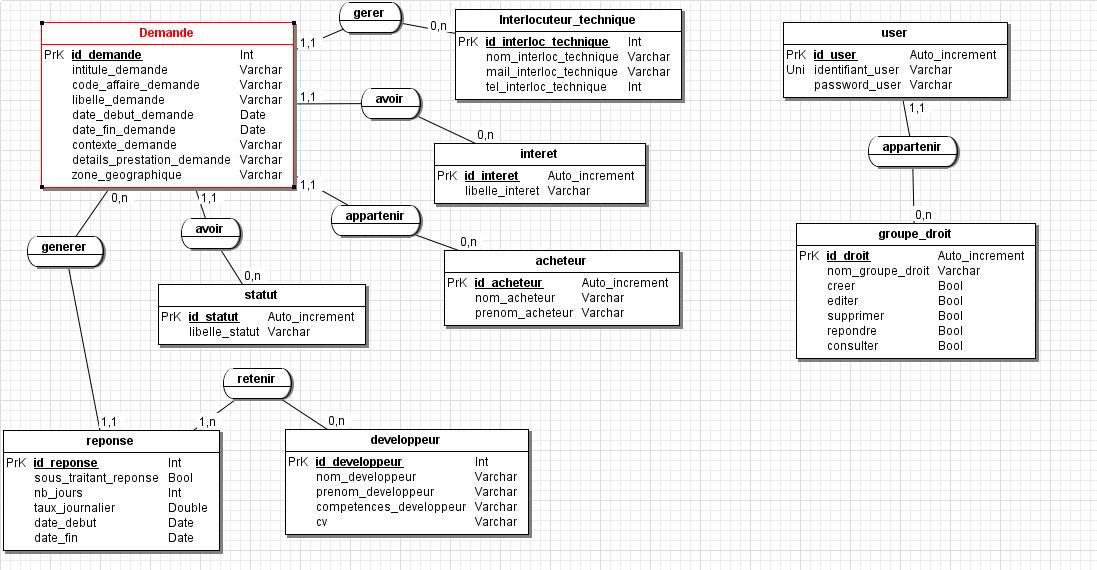 gerer
1,1
0,n
Demande
PrK id_demande Int
intitule_demande Varchar
code_affaire_demande Varchar
libelle_demande Varchar
date_debut_demande Date
date_fin_demande Date
contexte_demande Varchar
details_prestation_demande Varchar
zone_geographique Varchar
Interlocuteur_technique
PrK id_interloc_technique Int
nom_interloc_technique Varchar
mail_interloc_technique Varchar
tel_interloc_technique Int
user
PrK id_user Auto_increment
Uni identifiant_user Varchar
password_user Varchar
1,1
avoir
0,n
1,1
appartenir
0,n
interet
PrK id_interet Auto_increment
libelle_interet Varchar
1,1
appartenir
0,n
acheteur
PrK id_acheteur Auto_increment
nom_acheteur Varchar
prenom_acheteur Varchar
groupe_droit
PrK id_droit Auto_increment
nom_groupe_droit Varchar
creer Bool
editer Bool
supprimer Bool
repondre Bool
consulter Bool
0,n
generer
1,1
1,1
avoir
0,n
statut
PrK id_statut Auto_increment
libelle_statut Varchar
retenir
1,n
0,n
reponse
PrK id_reponse Int
sous_traitant_reponse Bool
nb_jours Int
taux_journalier Double
date_debut Date
date_fin Date
developpeur
PrK id_developpeur Int
nom_developpeur Varchar
prenom_developpeur Varchar
competences_developpeur Varchar
cv Varchar